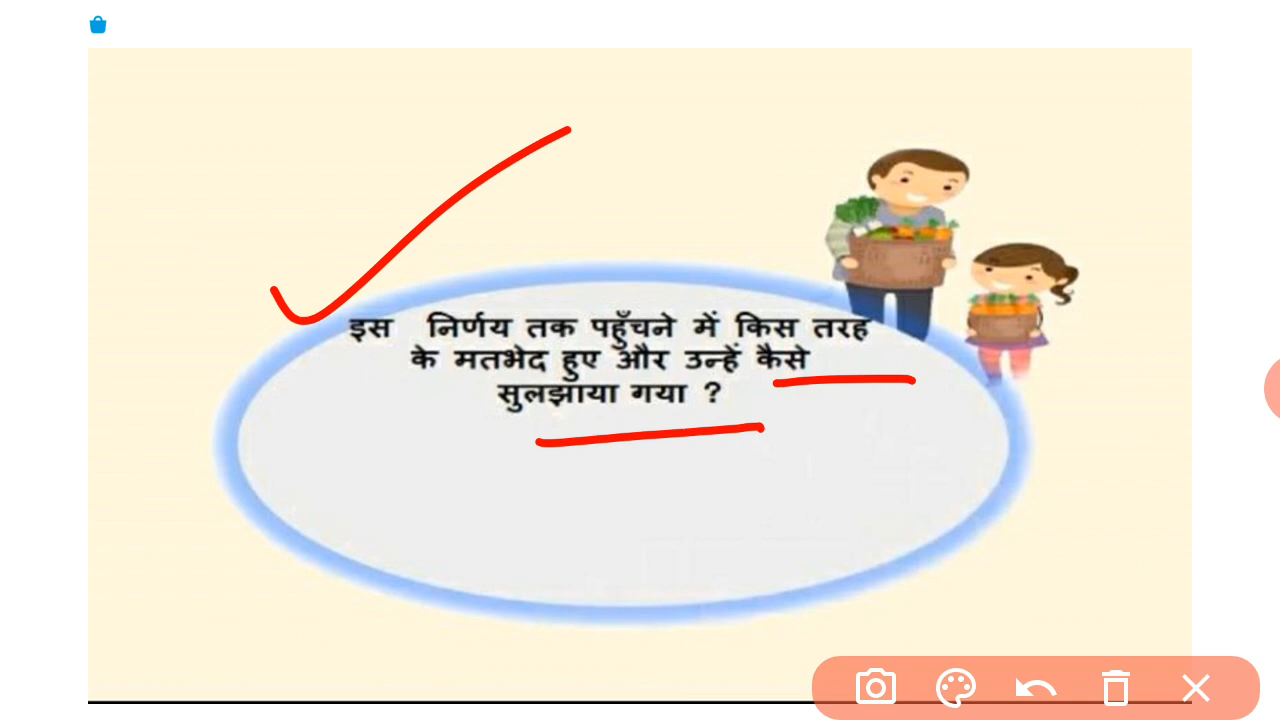 इस निर्णय तक पहुँचने में किस तरह
के मतभेद हुए और उन्हें कैसे
सुलझाया गया ?